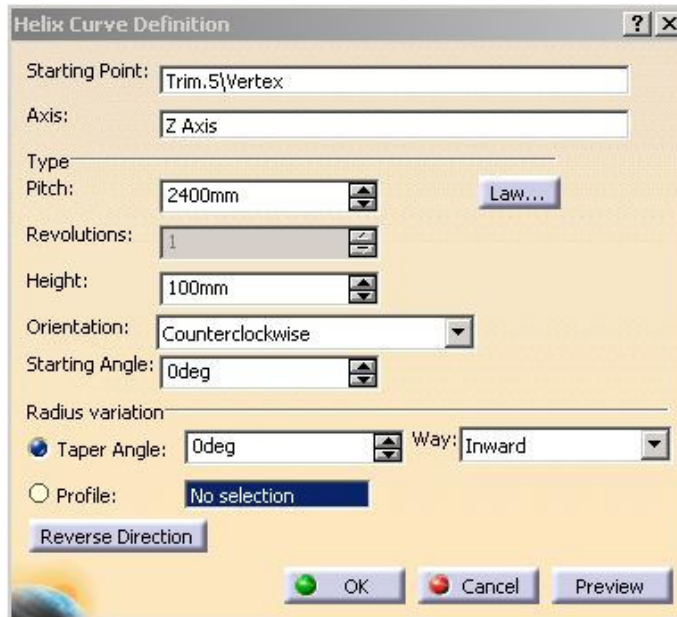 Helix Curve Definition ? X
Starting Point: Trim.5\Vertex
Axis: Z Axis
Type
Pitch: 2400mm Law...
Revolutions: 1
Height: 100mm
Orientation: Counterclockwise
Starting Angle: 0deg
Radius variation
Taper Angle: 0deg Way: Inward
Profile: No selection
Reverse Direction
OK Cancel Preview